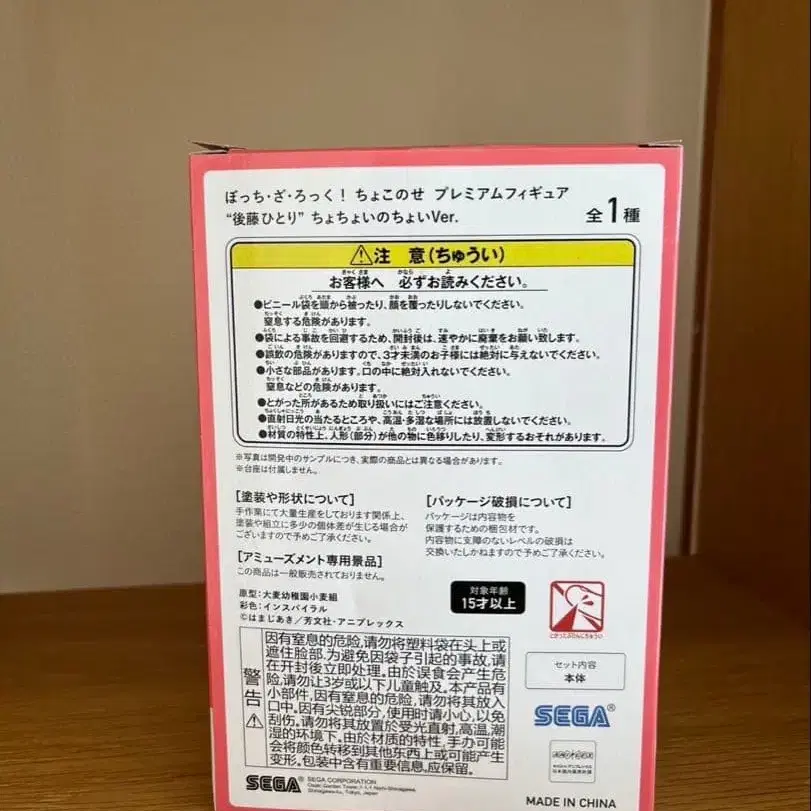 ぼっち・ざ・ろっく！ ちょこのせ プレミアムフィギュア
“後藤ひとり” ちょちょいのちょいVer.
全1種
⚠注 意(ちゅうい)
お客様へ 必ずお読みください。
●ビニール袋を頭から被ったり、顔を覆ったりしないでください。
窒息する危険があります。
●袋による事故を回避するため、開封後は、速やかに廃棄をお願い致します。
●誤飲の危険がありますので、3才未満のお子様には絶対に与えないでください。
●小さな部品があります。口の中に絶対入れないでください。
窒息などの危険があります。
●とがった所があるため取り扱いにはご注意ください。
●直射日光の当たるところや、高温・多湿な場所には放置しないでください。
●材質の特性上、人形(部分)が他の物に色移りしたり、変形するおそれがあります。
※写真は開発中のサンプルにつき、実際の商品とは異なる場合があります。
※台座は付属しません。
[塗装や形状について]
手作業にて大量生産をしております関係上、
塗装や組立に多少の個体差が生じる場合が
ございますので予めご了承ください。
[パッケージ破損について]
パッケージは内容物を
保護するための梱包材です。
内容物に支障のないレベルの破損は
交換いたしかねますので予めご了承ください。
[アミューズメント専用景品]
この商品は一般販売されておりません。
原型:大麦幼稚園小麦組
彩色:インスパイラル
©はまじあき/芳文社・アニプレックス
対象年齢
15才以上
とがったぶひんにちゅうい
警告⚠
因有窒息的危险,请勿将塑料袋在头上或
遮住脸部.为避免因袋子引起的事故,请
在开封後立即处理.由於误食会产生危
险,请勿让3岁或以下儿童触及.本产品有
小部件,因有窒息的危险,请勿将其放入
口中.因有尖锐部分,使用时请小心,以免
刮伤.请勿将其放置於受光直射,高温,潮
湿的环境下.由於材质的特性,手办可能
会将颜色转移到其他东西上或可能产生
变形.包装中含有重要信息,应保留.
セット内容
本体
SEGA
SEGA
SEGA CORPORATION
MADE IN CHINA